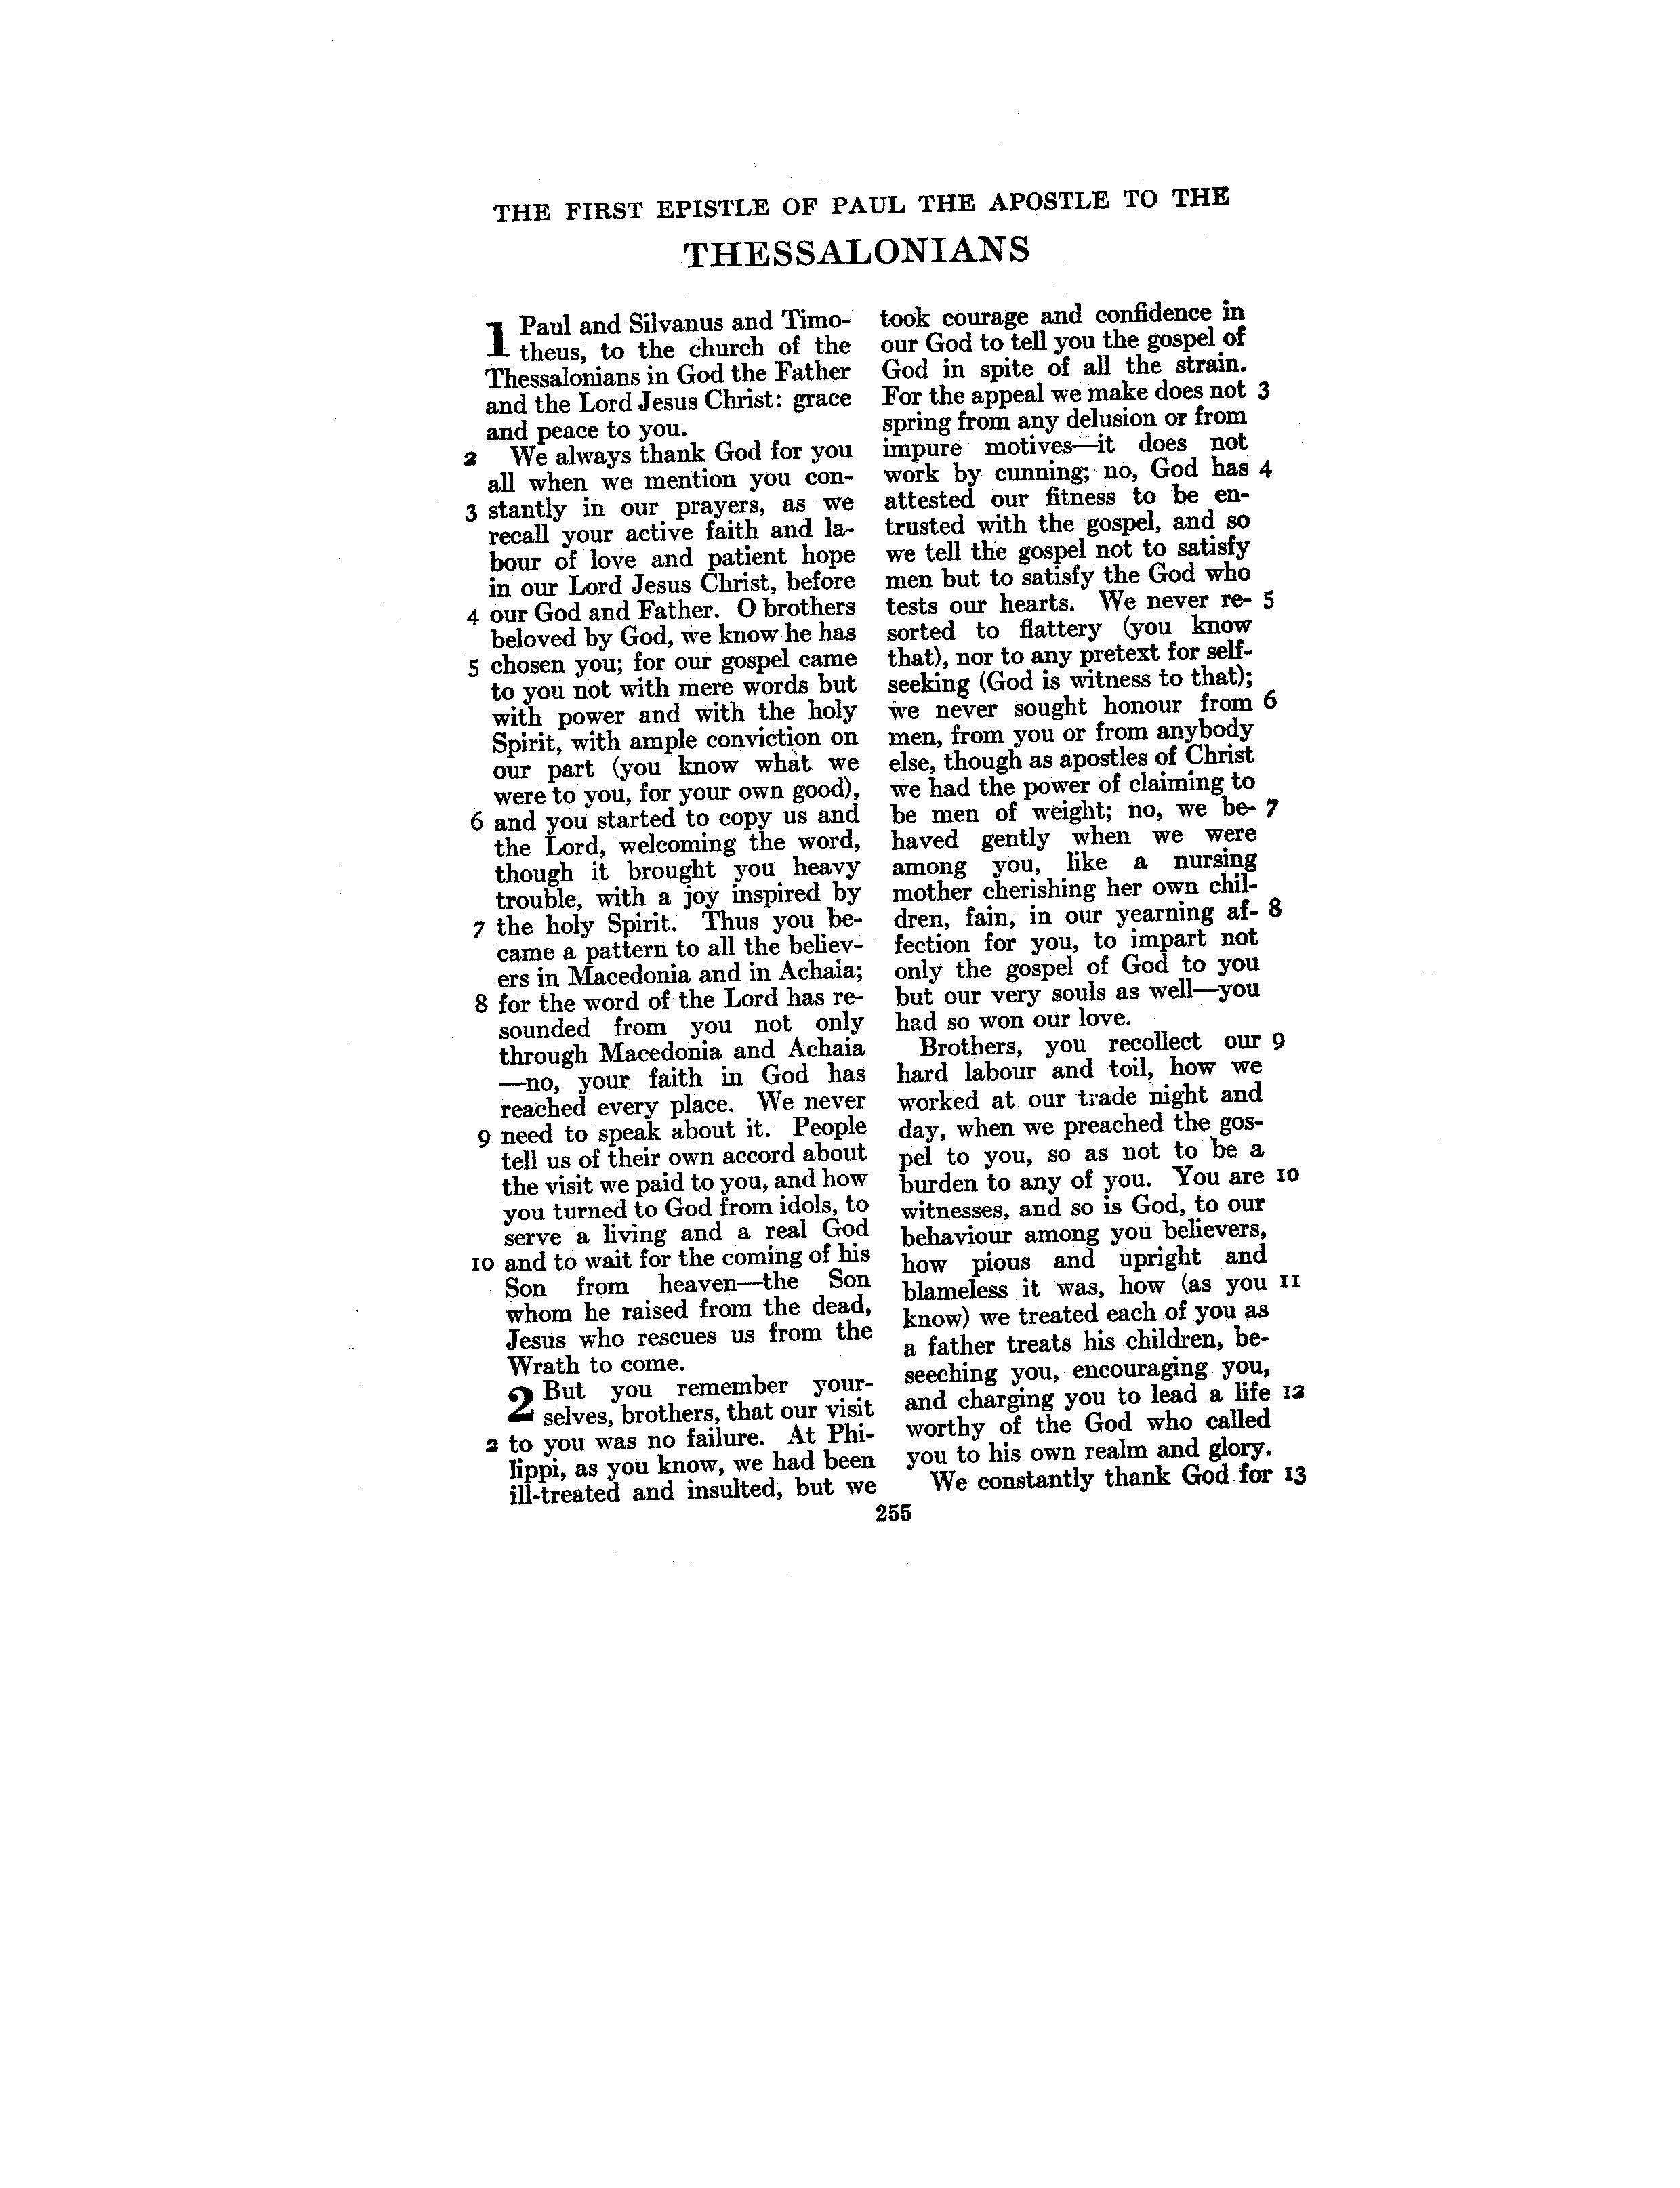 THE FIRST EPISTLE OF PAUL THE APOSTLE TO THE
THESSALONIANS
1 Paul and Silvanus and Timo-
theus, to the church of the
Thessalonians in God the Father
and the Lord Jesus Christ: grace
and peace to you.
2 We always thank God for you
all when we mention you con-
3 stantly in our prayers, as we
recall your active faith and la-
bour of love and patient hope
in our Lord Jesus Christ, before
4 our God and Father. O brothers
beloved by God, we know he has
5 chosen you; for our gospel came
to you not with mere words but
with power and with the holy
Spirit, with ample conviction on
our part (you know what we
were to you, for your own good),
6 and you started to copy us and
the Lord, welcoming the word,
though it brought you heavy
trouble, with a joy inspired by
7 the holy Spirit. Thus you be-
came a pattern to all the believ-
ers in Macedonia and in Achaia;
8 for the word of the Lord has re-
sounded from you not only
through Macedonia and Achaia
—no, your faith in God has
reached every place. We never
9 need to speak about it. People
tell us of their own accord about
the visit we paid to you, and how
you turned to God from idols, to
serve a living and a real God
10 and to wait for the coming of his
Son from heaven—the Son
whom he raised from the dead,
Jesus who rescues us from the
Wrath to come.
2 But you remember your-
selves, brothers, that our visit
2 to you was no failure. At Phi-
lippi, as you know, we had been
ill-treated and insulted, but we
took courage and confidence in
our God to tell you the gospel of
God in spite of all the strain.
For the appeal we make does not 3
spring from any delusion or from
impure motives—it does not
work by cunning; no, God has 4
attested our fitness to be en-
trusted with the gospel, and so
we tell the gospel not to satisfy
men but to satisfy the God who
tests our hearts. We never re- 5
sorted to flattery (you know
that), nor to any pretext for self-
seeking (God is witness to that);
we never sought honour from 6
men, from you or from anybody
else, though as apostles of Christ
we had the power of claiming to
be men of weight; no, we be- 7
haved gently when we were
among you, like a nursing
mother cherishing her own chil-
dren, fain, in our yearning af- 8
fection for you, to impart not
only the gospel of God to you
but our very souls as well—you
had so won our love.
Brothers, you recollect our 9
hard labour and toil, how we
worked at our trade night and
day, when we preached the gos-
pel to you, so as not to be a
burden to any of you. You are 10
witnesses, and so is God, to our
behaviour among you believers,
how pious and upright and
blameless it was, how (as you 11
know) we treated each of you as
a father treats his children, be-
seeching you, encouraging you,
and charging you to lead a life 12
worthy of the God who called
you to his own realm and glory.
We constantly thank God for 13
255